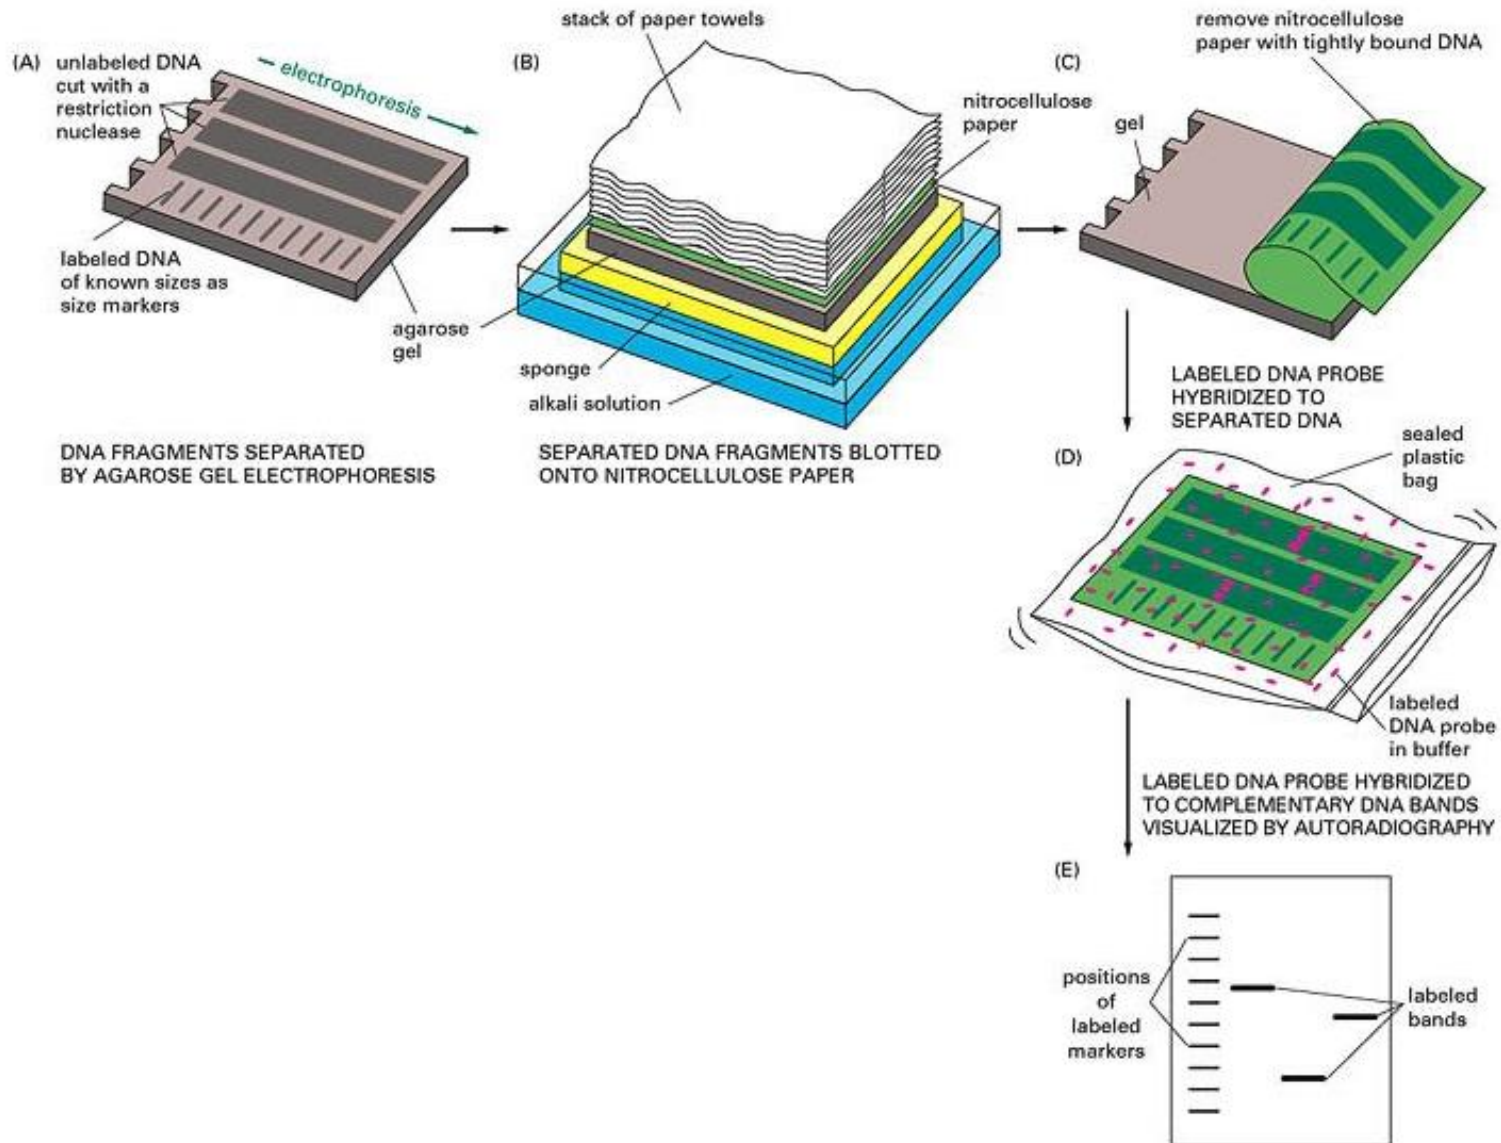 (A)
unlabeled DNA
cut with a
restriction
nuclease
electrophoresis
labeled DNA
of known sizes as
size markers
agarose
gel
DNA FRAGMENTS SEPARATED
BY AGAROSE GEL ELECTROPHORESIS
(B)
stack of paper towels
nitrocellulose
paper
sponge
alkali solution
SEPARATED DNA FRAGMENTS BLOTTED
ONTO NITROCELLULOSE PAPER
(C)
remove nitrocellulose
paper with tightly bound DNA
gel
LABELED DNA PROBE
HYBRIDIZED TO
SEPARATED DNA
(D)
sealed
plastic
bag
labeled
DNA probe
in buffer
LABELED DNA PROBE HYBRIDIZED
TO COMPLEMENTARY DNA BANDS
VISUALIZED BY AUTORADIOGRAPHY
(E)
positions
of
labeled
markers
labeled
bands